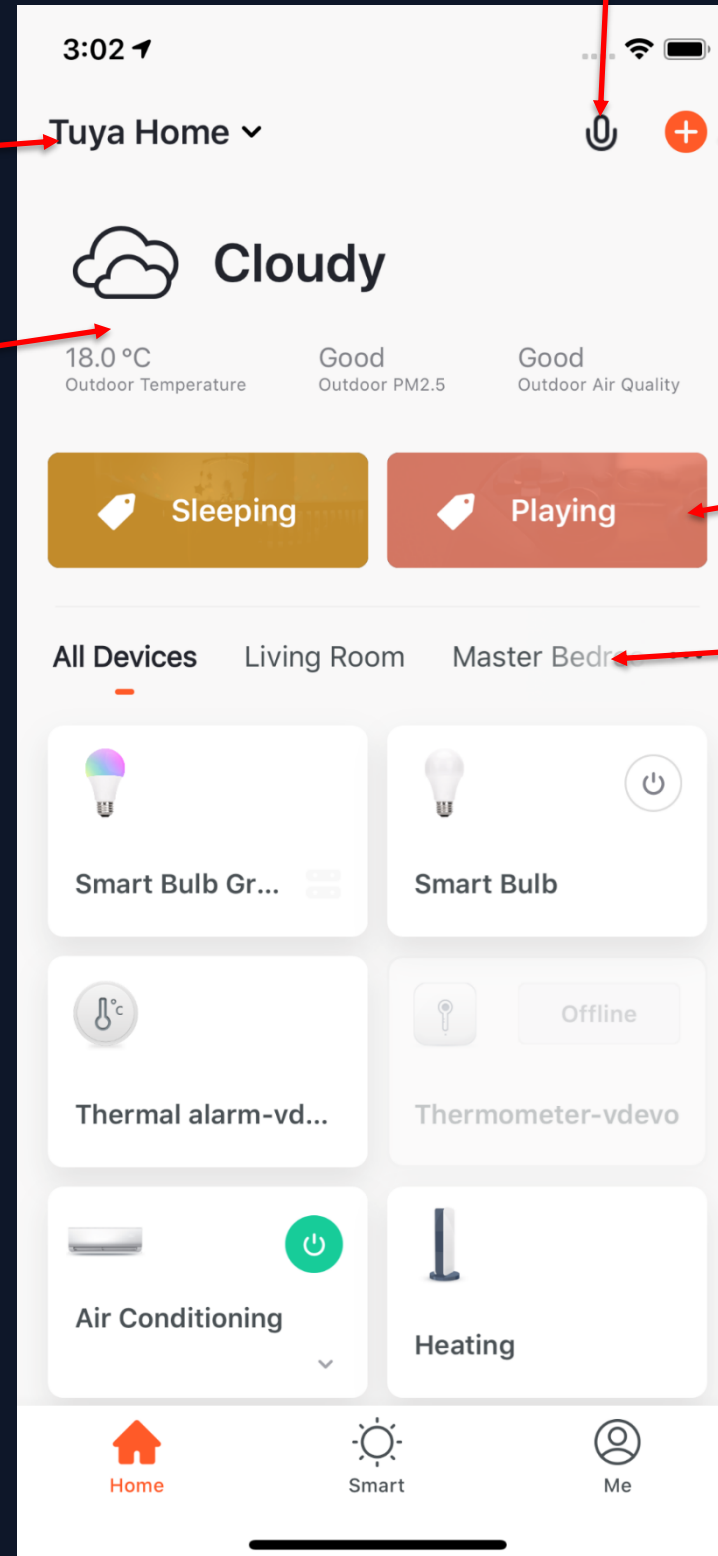 3:02
Tuya Home
Cloudy
18.0 °C Good Good
Outdoor Temperature Outdoor PM2.5 Outdoor Air Quality
Sleeping Playing
All Devices Living Room Master
Smart Bulb Gr... Smart Bulb
°c Offline
Thermal alarm-vd... Thermometer-vdevo
Air Conditioning
Heating
Home Smart Me